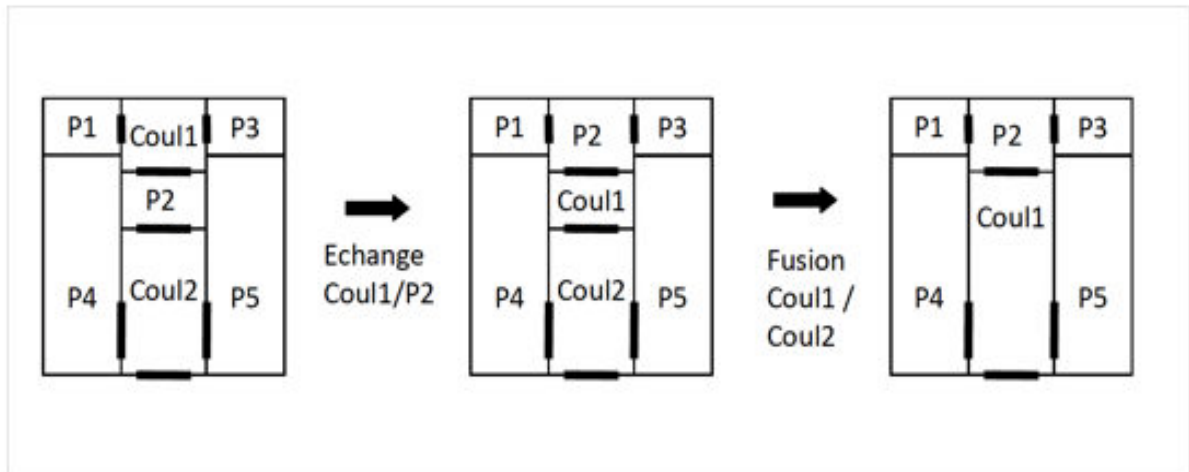 P1
Coul1
P3
P2
P4
Coul2
P5
Echange
Coul1/P2
P1
P2
P3
Coul1
P4
Coul2
P5
Fusion
Coul1 /
Coul2
P1
P2
P3
Coul1
P4
P5